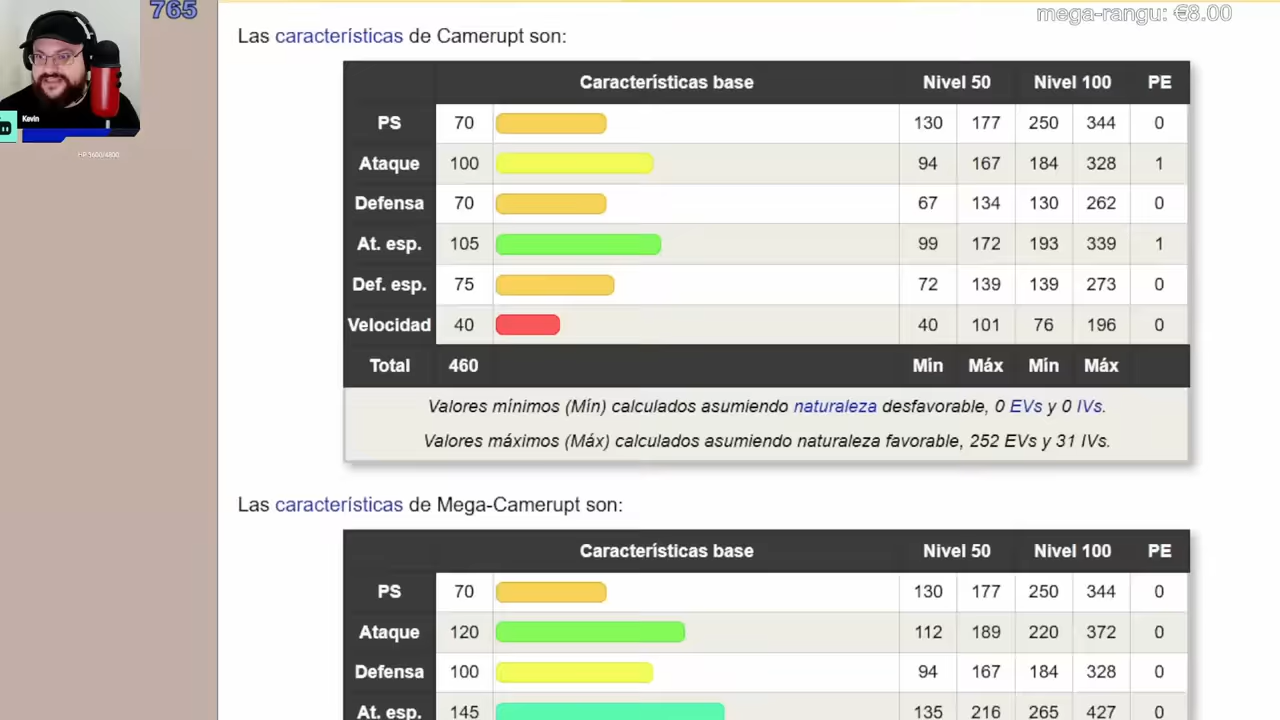 765
mega-rangu: €8.00
Kevin
HP 3600/4800
Las características de Camerupt son:
Características base Nivel 50 Nivel 100 PE
PS 70 130 177 250 344 0
Ataque 100 94 167 184 328 1
Defensa 70 67 134 130 262 0
At. esp. 105 99 172 193 339 1
Def. esp. 75 72 139 139 273 0
Velocidad 40 40 101 76 196 0
Total 460 Mín Máx Mín Máx
Valores mínimos (Mín) calculados asumiendo naturaleza desfavorable, 0 EVs y 0 IVs.
Valores máximos (Máx) calculados asumiendo naturaleza favorable, 252 EVs y 31 IVs.
Las características de Mega-Camerupt son:
Características base Nivel 50 Nivel 100 PE
PS 70 130 177 250 344 0
Ataque 120 112 189 220 372 0
Defensa 100 94 167 184 328 0
At. esp. 145 135 216 265 427 0